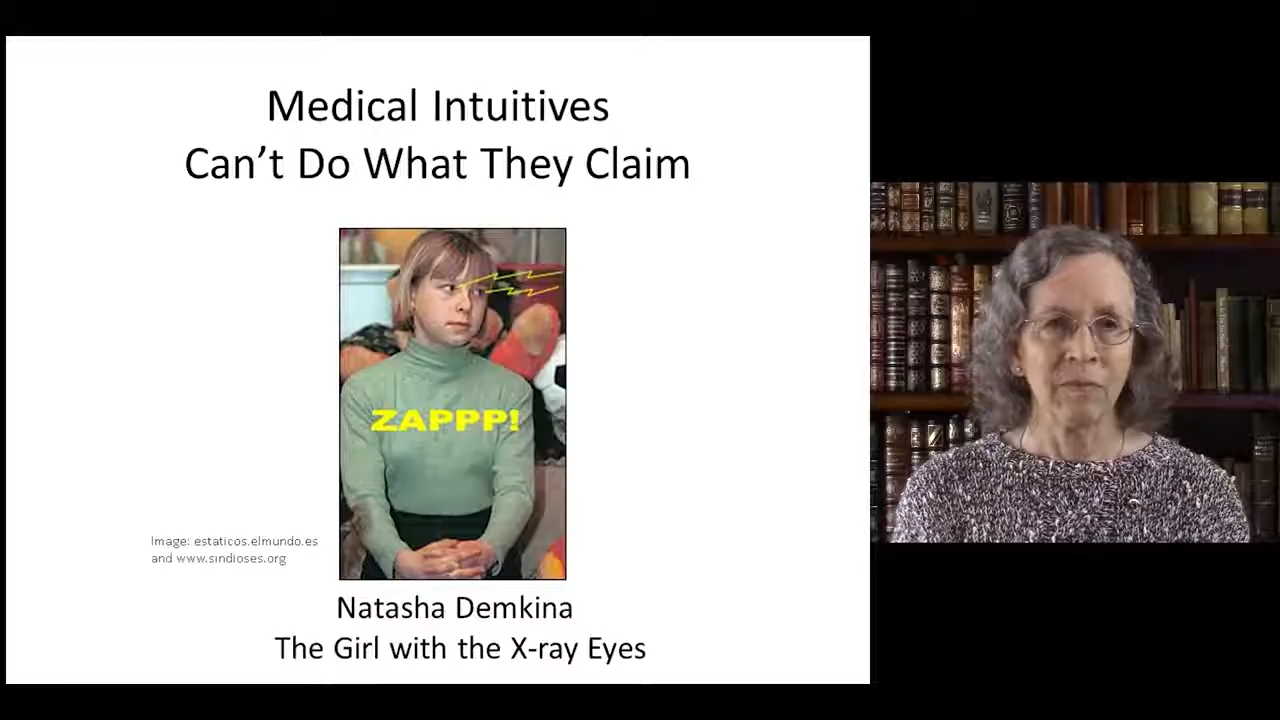 Medical Intuitives
Can’t Do What They Claim
ZAPPP!
Image: estaticos.elmundo.es
and www.sindioses.org
Natasha Demkina
The Girl with the X-ray Eyes